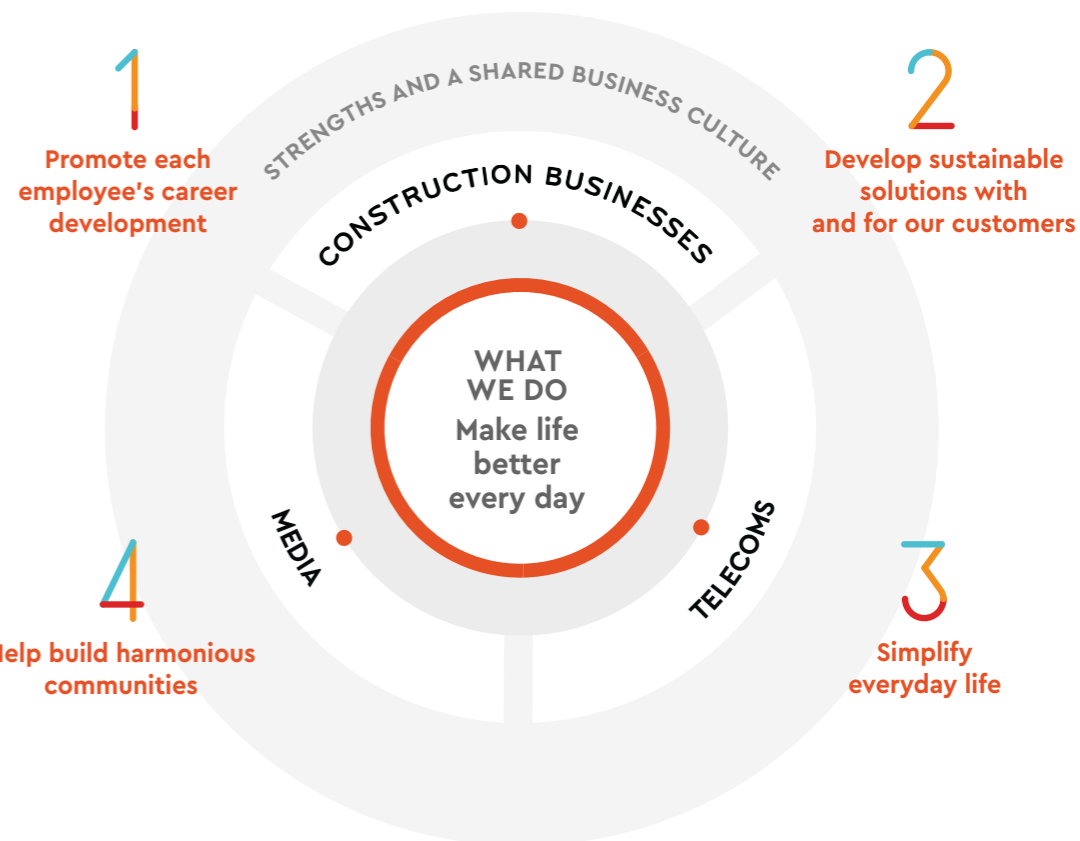 1
Promote each
employee's career
development
2
Develop sustainable
solutions with
and for our customers
STRENGTHS AND A SHARED BUSINESS CULTURE
CONSTRUCTION BUSINESSES
WHAT
WE DO
Make life
better
every day
MEDIA
TELECOMS
4
Help build harmonious
communities
3
Simplify
everyday life